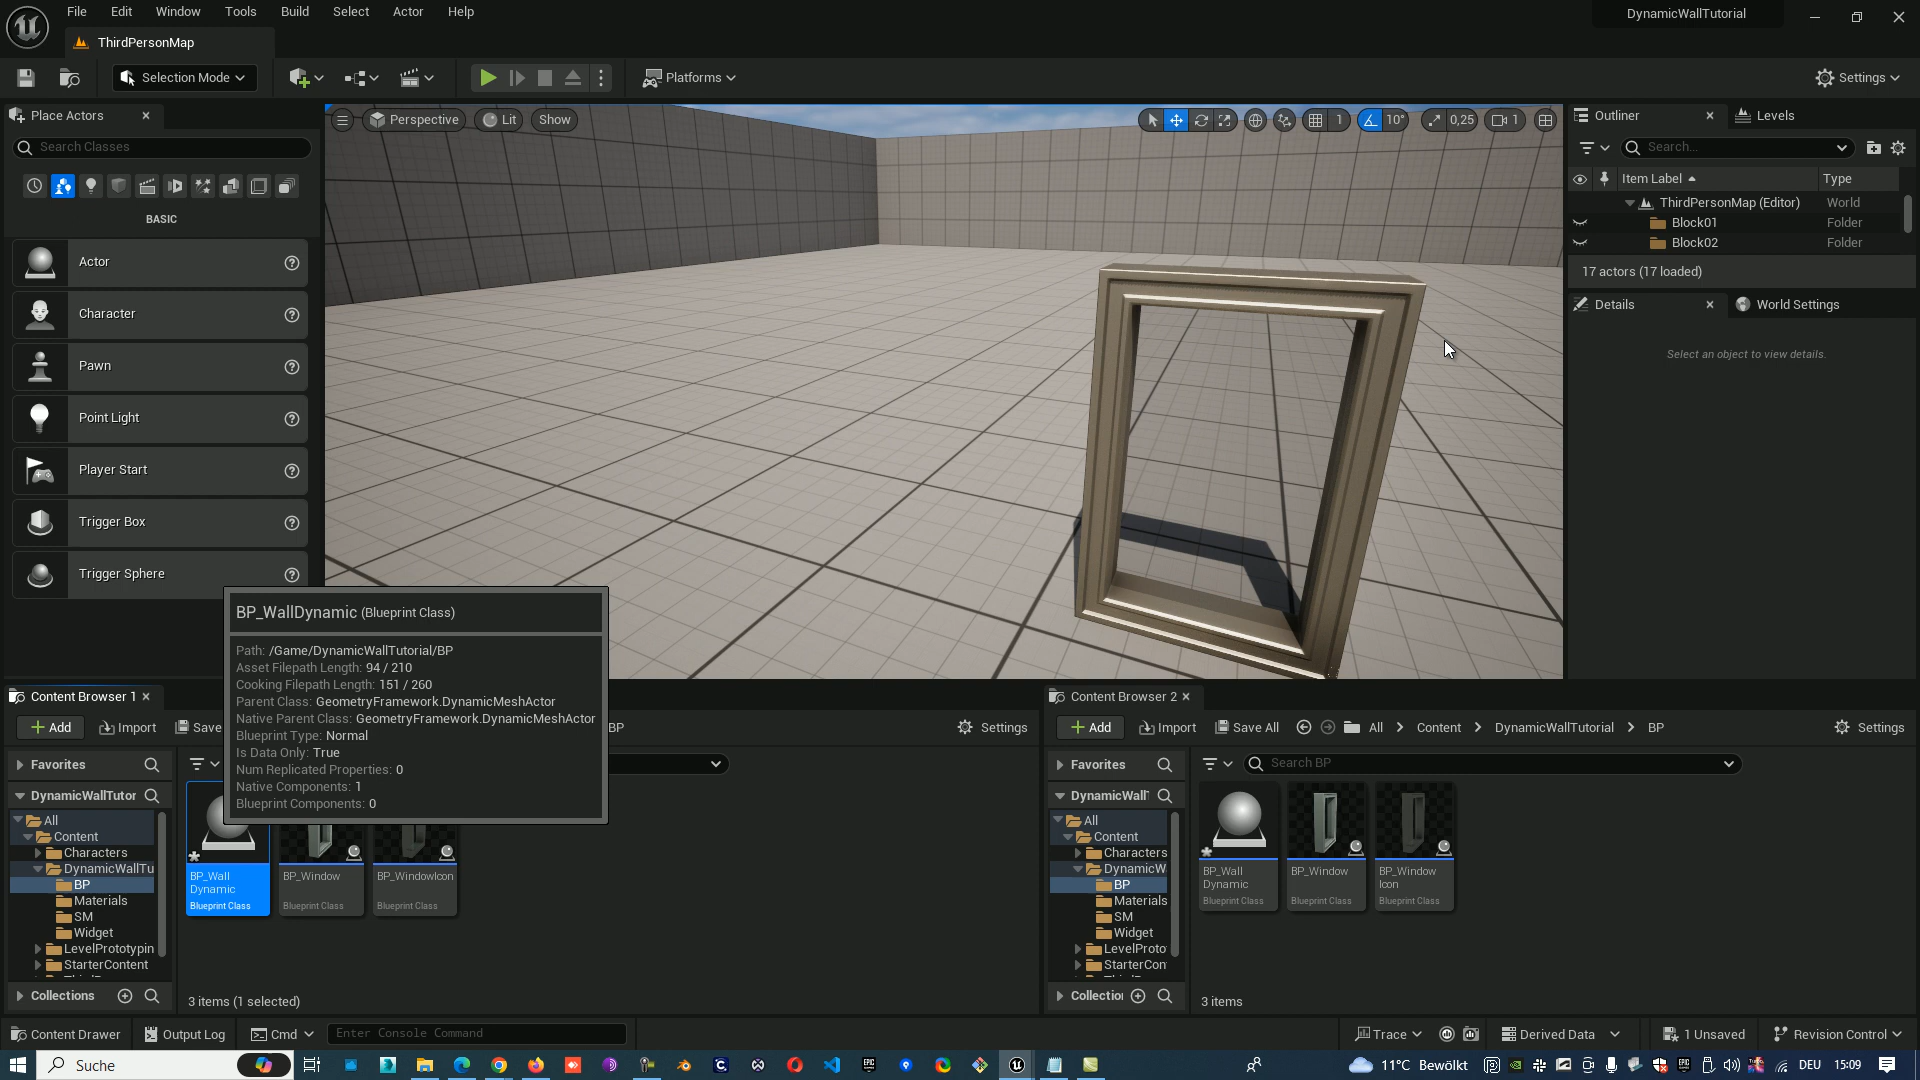 File Edit Window Tools Build Select Actor Help
DynamicWallTutorial
ThirdPersonMap
Selection Mode
Platforms
Settings
Place Actors
Search Classes
BASIC
Actor
Character
Pawn
Point Light
Player Start
Trigger Box
Trigger Sphere
Perspective Lit Show
1 10° 0,25 1
Outliner Levels
Search...
Item Label Type
ThirdPersonMap (Editor) World
Block01 Folder
Block02 Folder
17 actors (17 loaded)
Details World Settings
Select an object to view details.
BP_WallDynamic (Blueprint Class)
Path: /Game/DynamicWallTutorial/BP
Asset Filepath Length: 94 / 210
Cooking Filepath Length: 151 / 260
Parent Class: GeometryFramework.DynamicMeshActor
Native Parent Class: GeometryFramework.DynamicMeshActor
Blueprint Type: Normal
Is Data Only: True
Num Replicated Properties: 0
Native Components: 1
Blueprint Components: 0
Content Browser 1
Add Import Save BP Settings
Favorites
DynamicWallTutor
All
Content
Characters
DynamicWallTu
BP
Materials
SM
Widget
LevelPrototypin
StarterContent
Collections
BP_Wall
Dynamic
Blueprint Class
BP_Window
Blueprint Class
BP_WindowIcon
Blueprint Class
3 items (1 selected)
Content Browser 2
Add Import Save All All Content DynamicWallTutorial BP Settings
Favorites
Search BP
DynamicWallT
All
Content
Characters
DynamicW
BP
Materials
SM
Widget
LevelProto
StarterCon
Collection
BP_Wall
Dynamic
Blueprint Class
BP_Window
Blueprint Class
BP_Window
Icon
Blueprint Class
3 items
Content Drawer Output Log Cmd Enter Console Command
Trace Derived Data 1 Unsaved Revision Control
Suche
11°C Bewölkt DEU 15:09